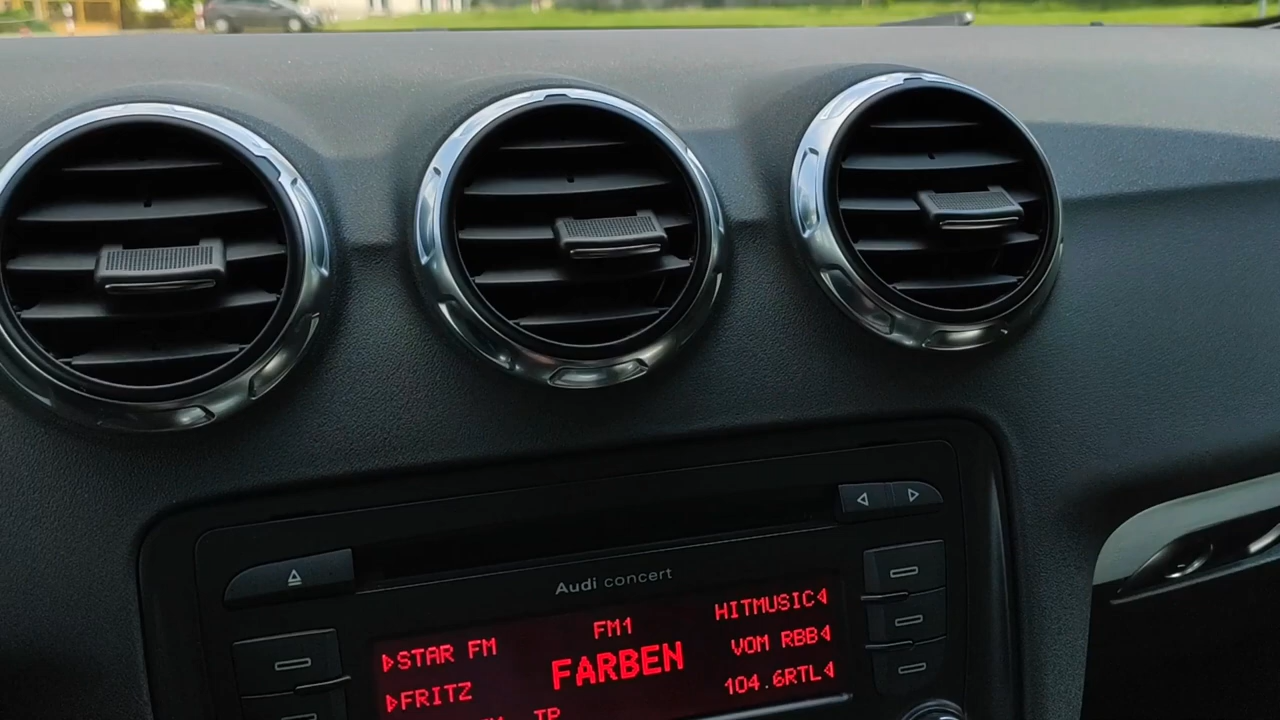 Audi concert
FM1
HITMUSIC
STAR FM
FARBEN
VOM RBB
FRITZ
104.6RTL
TP